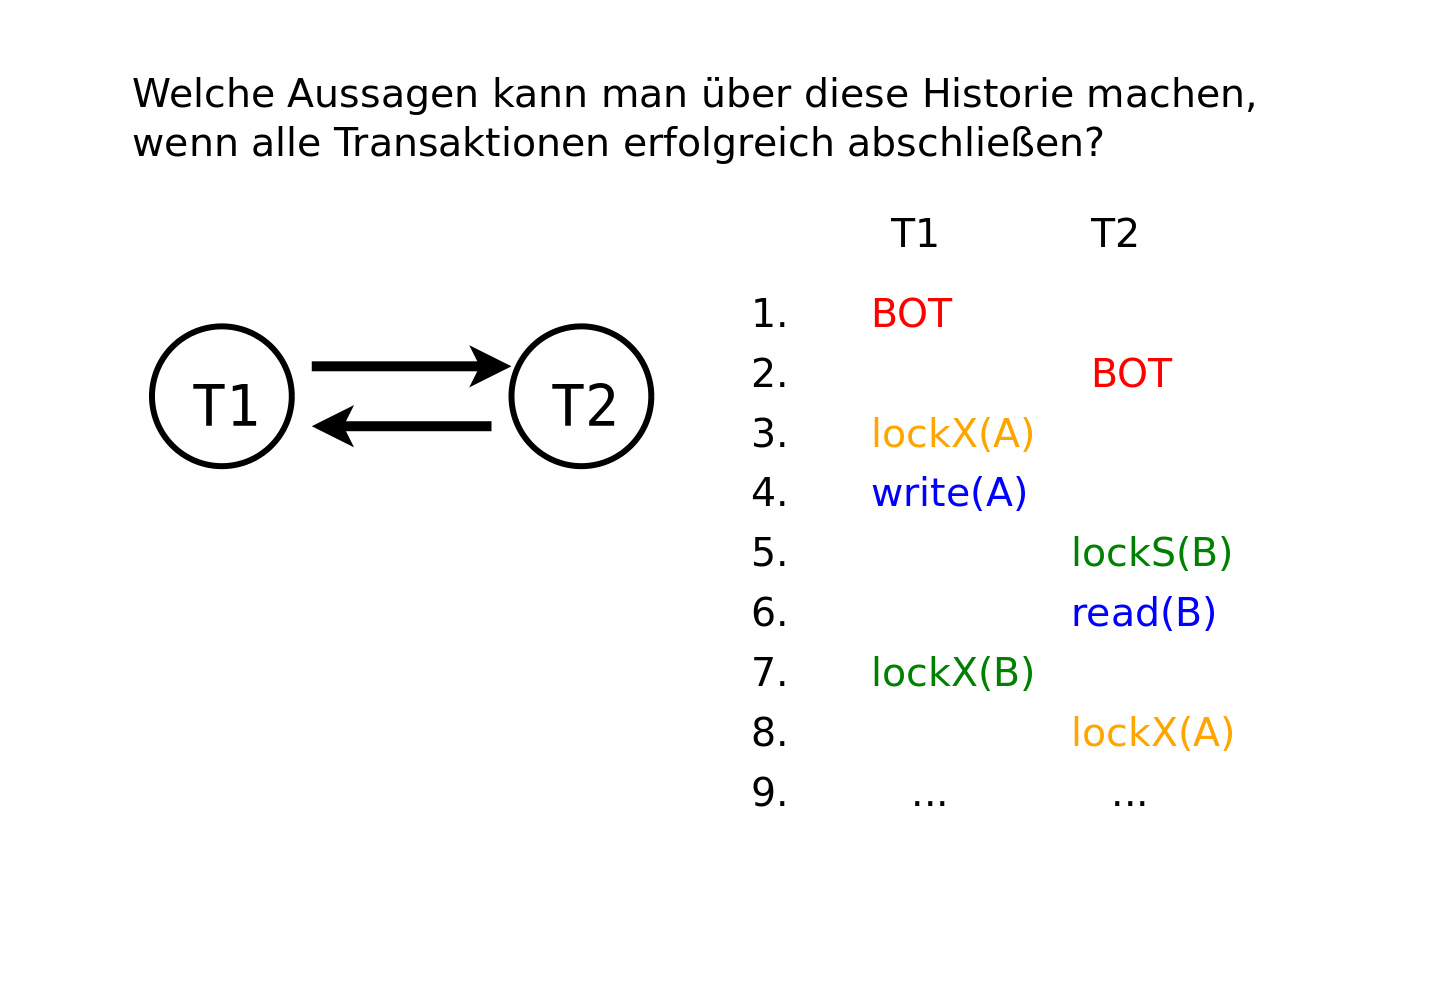 Welche Aussagen kann man über diese Historie machen,
wenn alle Transaktionen erfolgreich abschließen?
T1 T2
T1 T2
1. BOT
2. BOT
3. lockX(A)
4. write(A)
5. lockS(B)
6. read(B)
7. lockX(B)
8. lockX(A)
9. ... ...